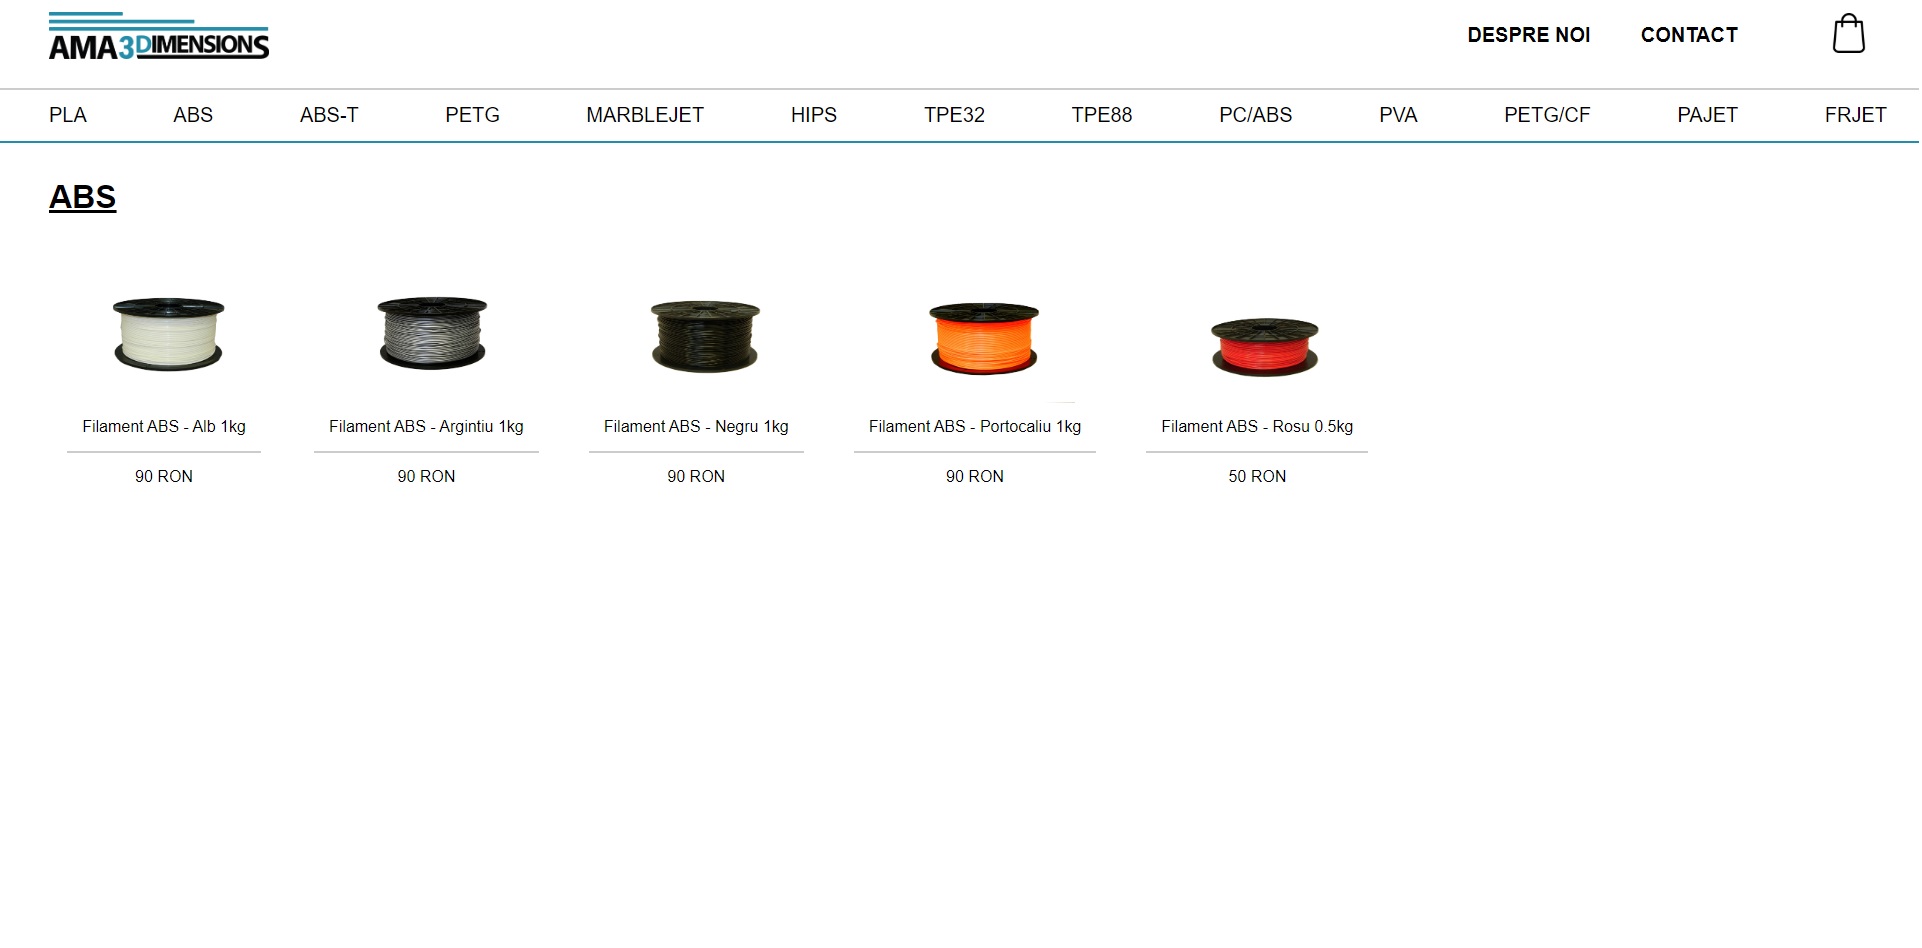 AMA3DIMENSIONS
DESPRE NOI CONTACT
PLA ABS ABS-T PETG MARBLEJET HIPS TPE32 TPE88 PC/ABS PVA PETG/CF PAJET FRJET
ABS
Filament ABS - Alb 1kg Filament ABS - Argintiu 1kg Filament ABS - Negru 1kg Filament ABS - Portocaliu 1kg Filament ABS - Rosu 0.5kg
90 RON 90 RON 90 RON 90 RON 50 RON